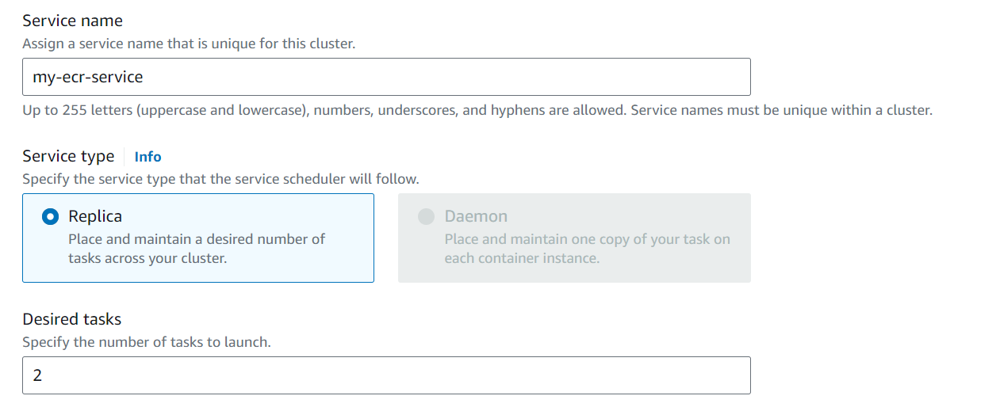 Service name
Assign a service name that is unique for this cluster.
my-ecr-service
Up to 255 letters (uppercase and lowercase), numbers, underscores, and hyphens are allowed. Service names must be unique within a cluster.
Service type Info
Specify the service type that the service scheduler will follow.
Replica
Place and maintain a desired number of
tasks across your cluster.
Daemon
Place and maintain one copy of your task on
each container instance.
Desired tasks
Specify the number of tasks to launch.
2